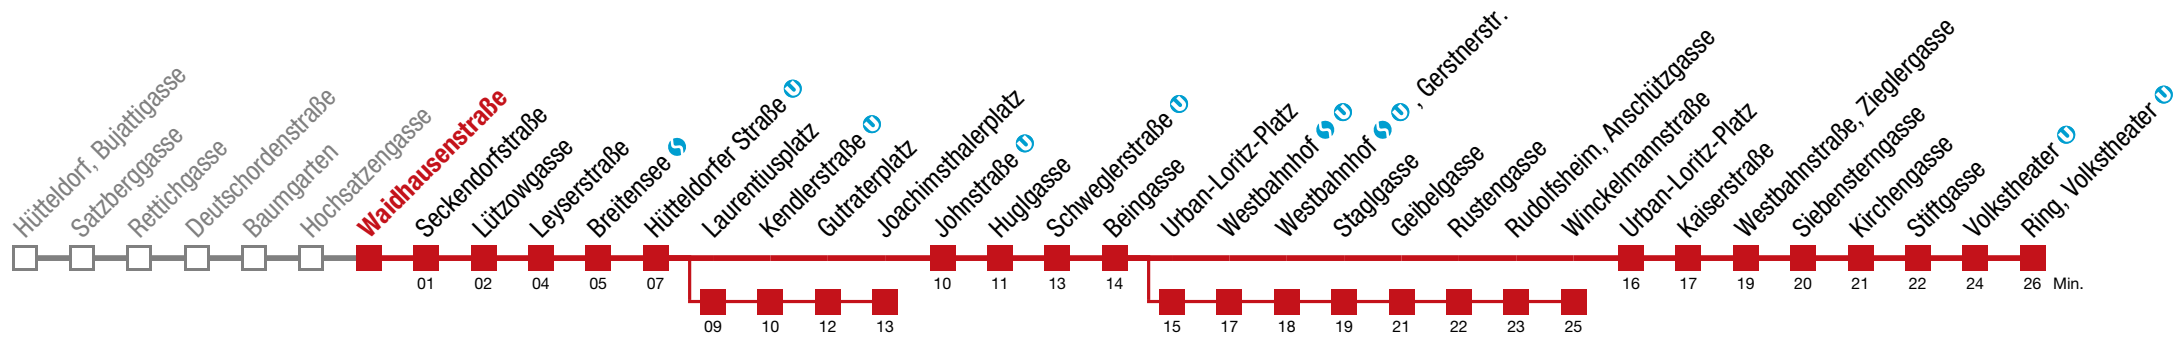 Hütteldorf, Bujattigasse
Satzberggasse
Rettichgasse
Deutschordenstraße
Baumgarten
Hochsatzengasse
Waidhausenstraße
Seckendorfstraße
Lützowgasse
Leyserstraße
Breitensee
Hütteldorfer Straße U
Laurentiusplatz
Kendlerstraße U
Gutraterplatz
Joachimsthalerplatz
Johnstraße U
Huglgasse
Schweglerstraße U
Beingasse
Urban-Loritz-Platz
Westbahnhof U
Westbahnhof U , Gerstnerstr.
Staglgasse
Geibelgasse
Rustengasse
Rudolfsheim, Anschützgasse
Winckelmannstraße
Urban-Loritz-Platz
Kaiserstraße
Westbahnstraße, Zieglergasse
Siebensterngasse
Kirchengasse
Stiftgasse
Volkstheater U
Ring, Volkstheater U
01 02 04 05 07 10 11 13 14 16 17 19 20 21 22 24 26 Min.
09 10 12 13 15 17 18 19 21 22 23 25